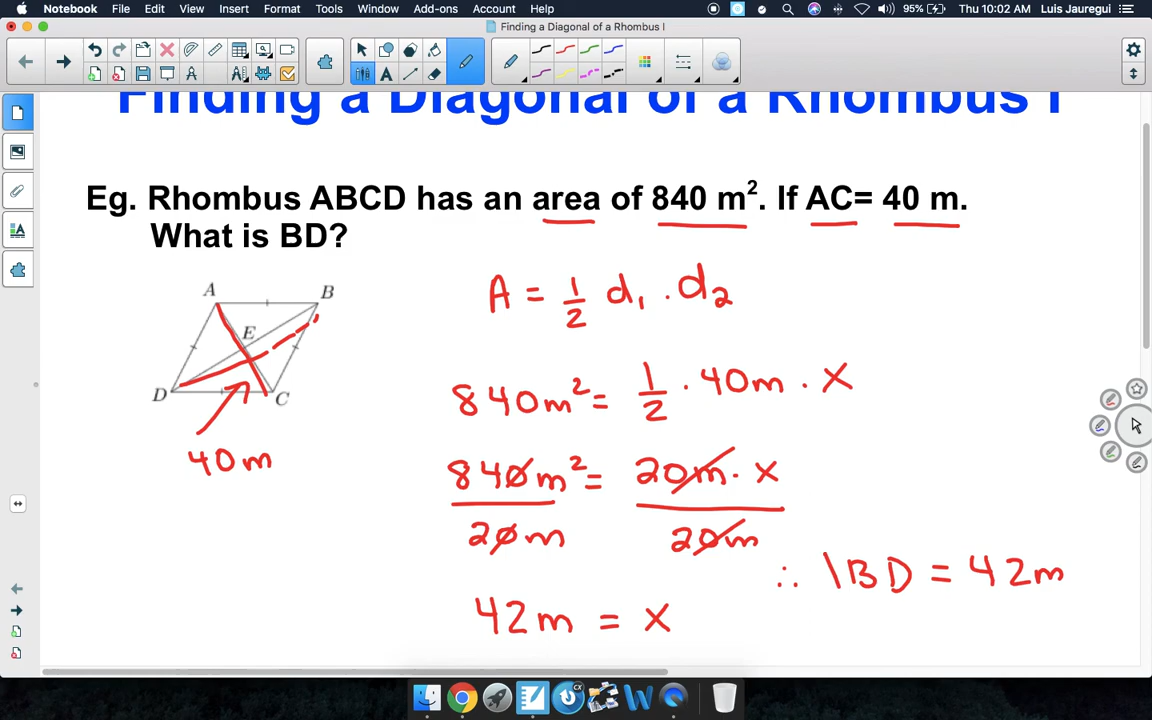 Notebook File Edit View Insert Format Tools Window Add-ons Account Help 95% Thu 10:02 AM Luis Jauregui
Finding a Diagonal of a Rhombus I
Finding a Diagonal of a Rhombus I
Eg. Rhombus ABCD has an area of 840 m². If AC= 40 m.
What is BD?
A B
E
D C
40m
A = 1/2 d₁ . d₂
840m² = 1/2 · 40m · x
840m² = 20m · x
20m 20m
42m = x
∴ BD = 42m